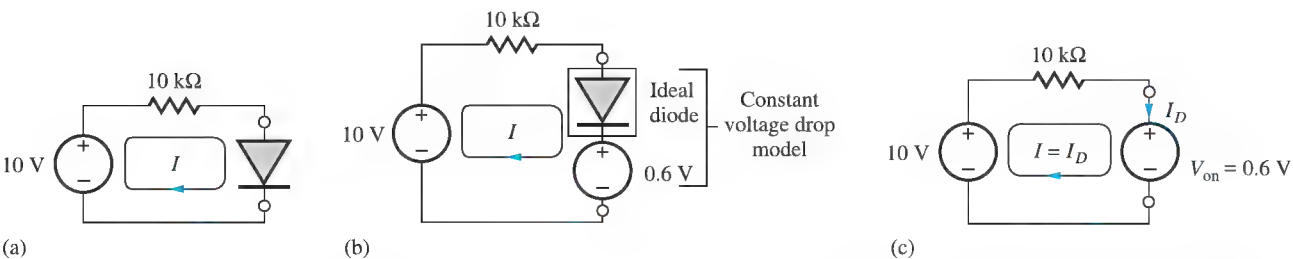 10 kΩ
10 V
+
−
I
(a)
10 kΩ
10 V
+
−
I
Ideal
diode
+
−
0.6 V
Constant
voltage drop
model
(b)
10 kΩ
10 V
+
−
I = I_D
I_D
+
−
V_on = 0.6 V
(c)